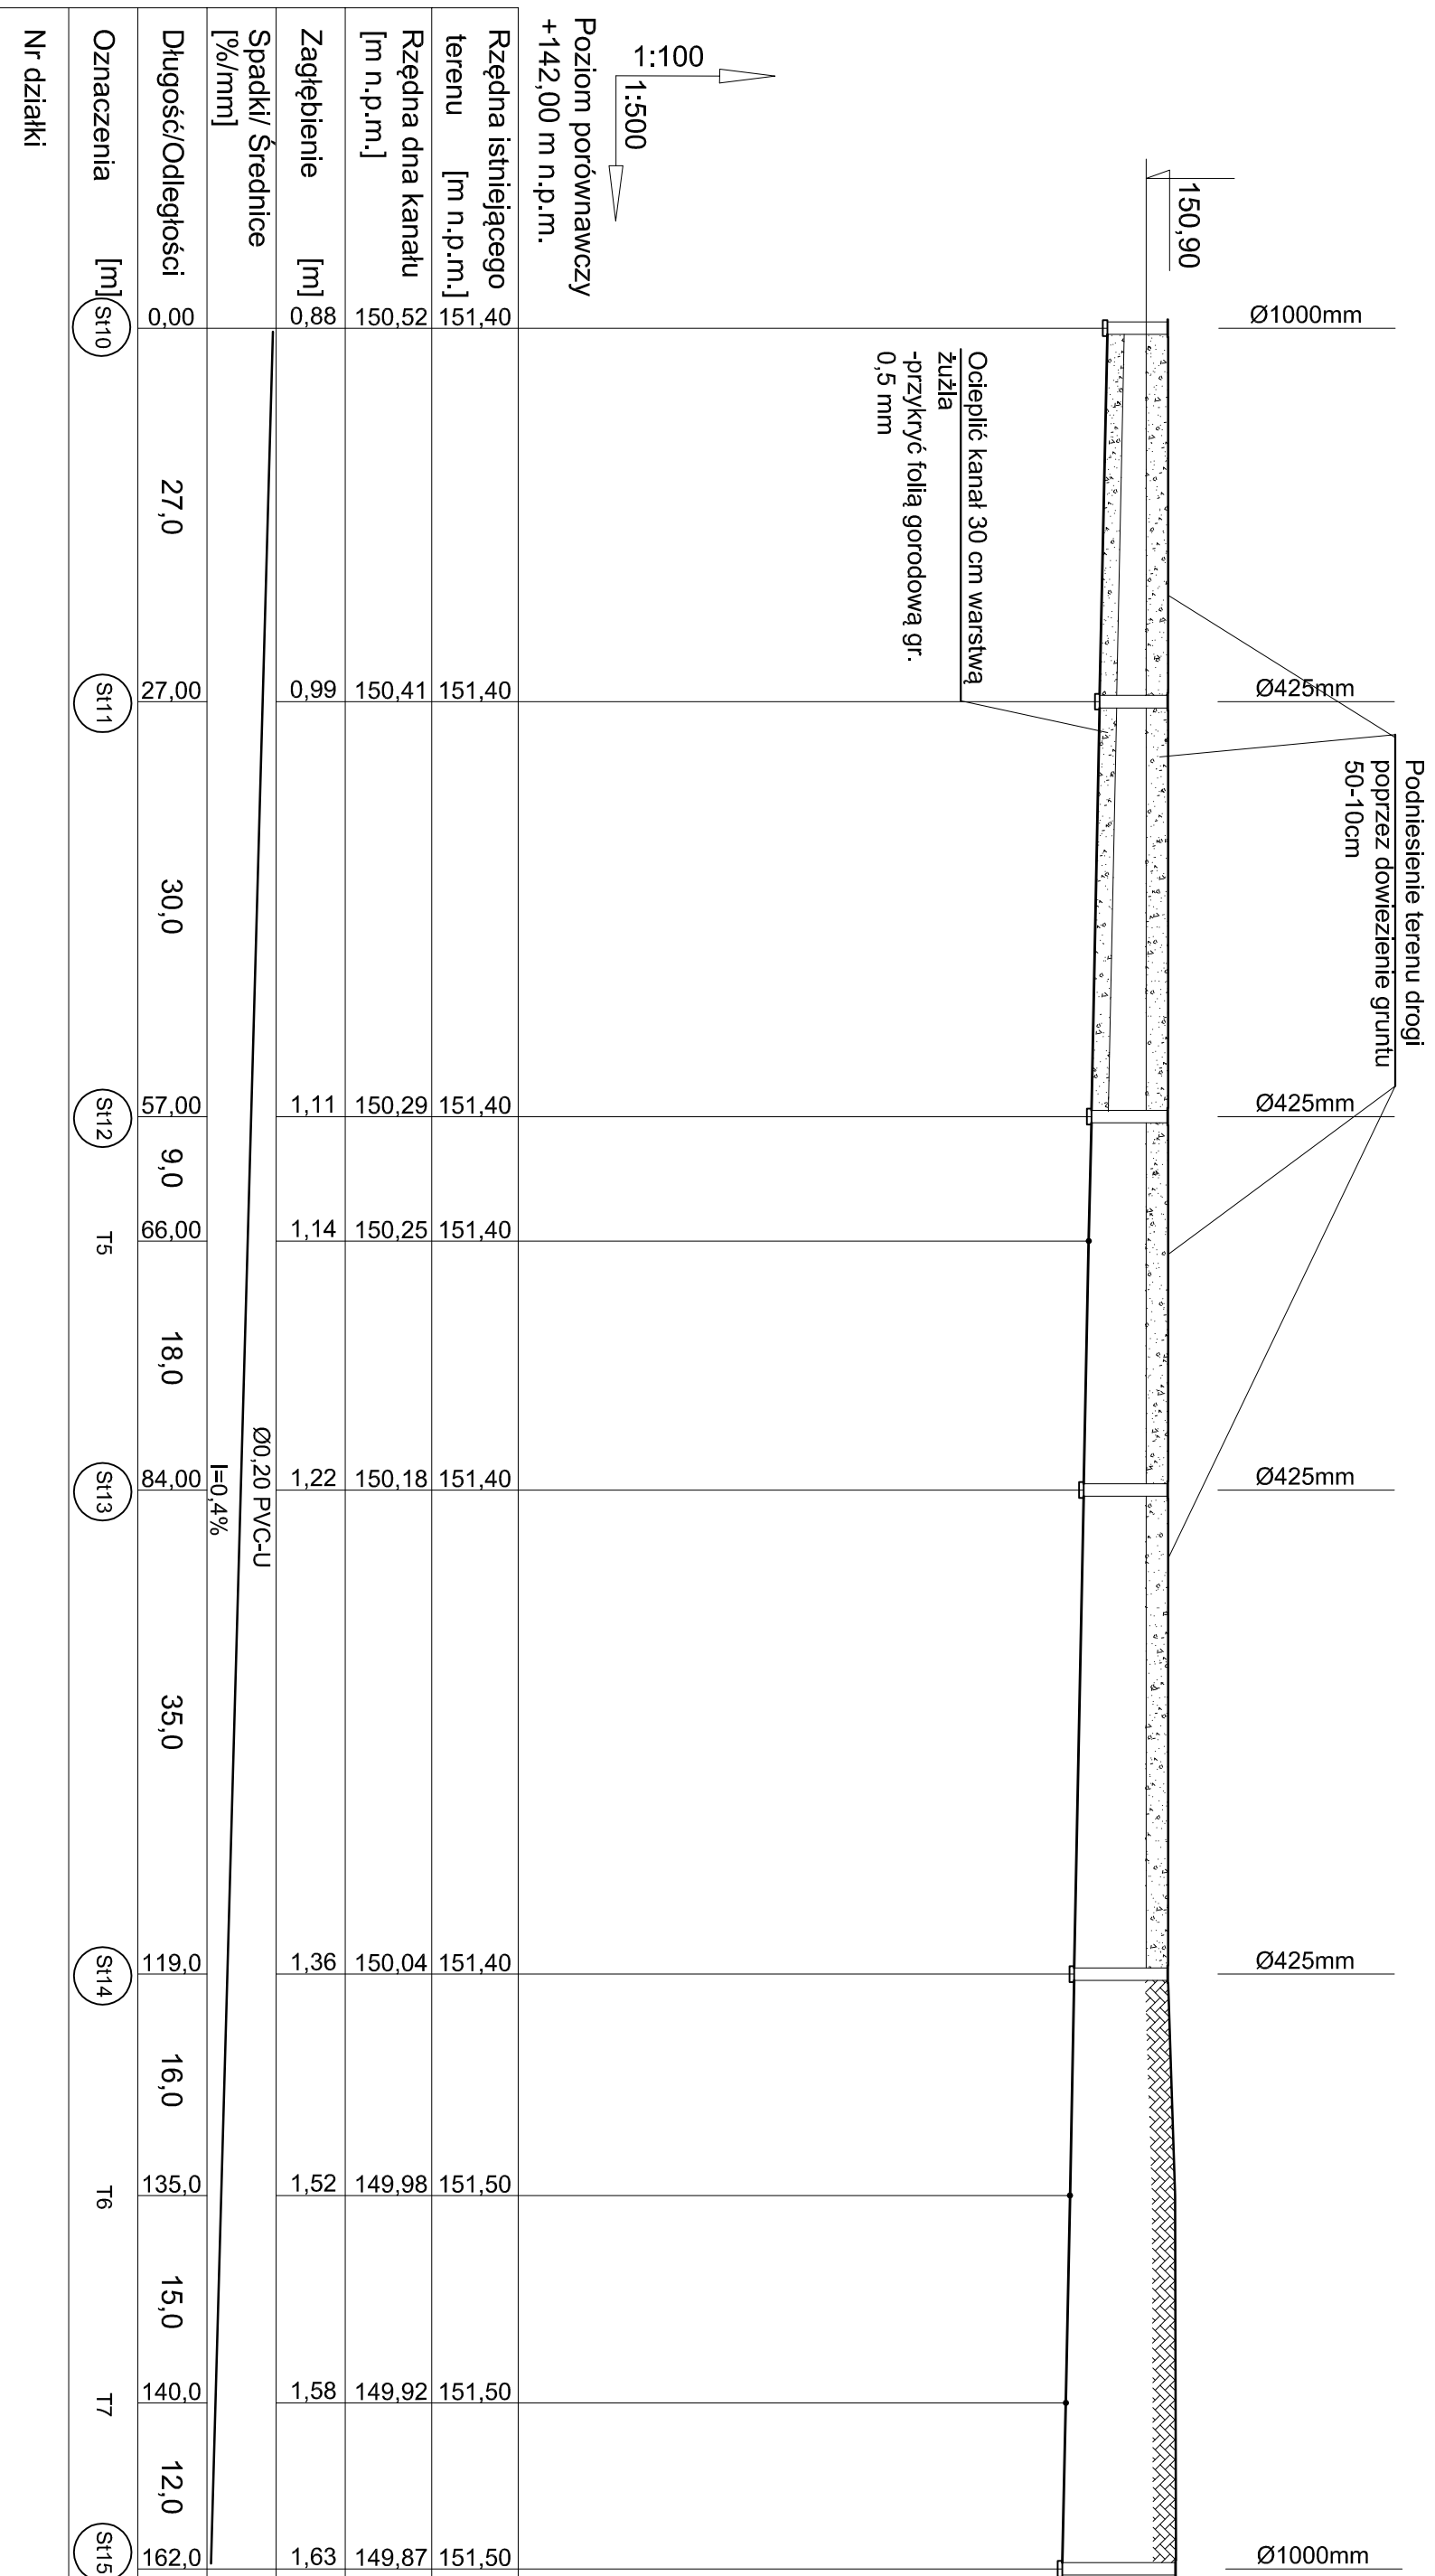 150,90
Ø1000mm
Ø425mm
Ø425mm
Ø425mm
Ø425mm
Ø1000mm
Podniesienie terenu drogi
poprzez dowiezienie gruntu
50-10cm
1:100
1:500
Ocieplić kanał 30 cm warstwą
żużla
-przykryć folią gorodową gr.
0,5 mm
Poziom porównawczy
+142,00 m n.p.m.
Rzędna istniejącego
terenu [m n.p.m.]
151,40 151,40 151,40 151,40 151,40 151,40 151,50 151,50 151,50
Rzędna dna kanału
[m n.p.m.]
150,52 150,41 150,29 150,25 150,18 150,04 149,98 149,92 149,87
Zagłębienie [m]
0,88 0,99 1,11 1,14 1,22 1,36 1,52 1,58 1,63
Spadki/ Średnice
[%/mm]
Ø0,20 PVC-U
I=0,4%
Długość/Odległości
0,00 27,0 27,00 30,0 57,00 9,0 66,00 18,0 84,00 35,0 119,0 16,0 135,0 15,0 140,0 12,0 162,0
Oznaczenia [m]
St10 St11 St12 T5 St13 St14 T6 T7 St15
Nr działki